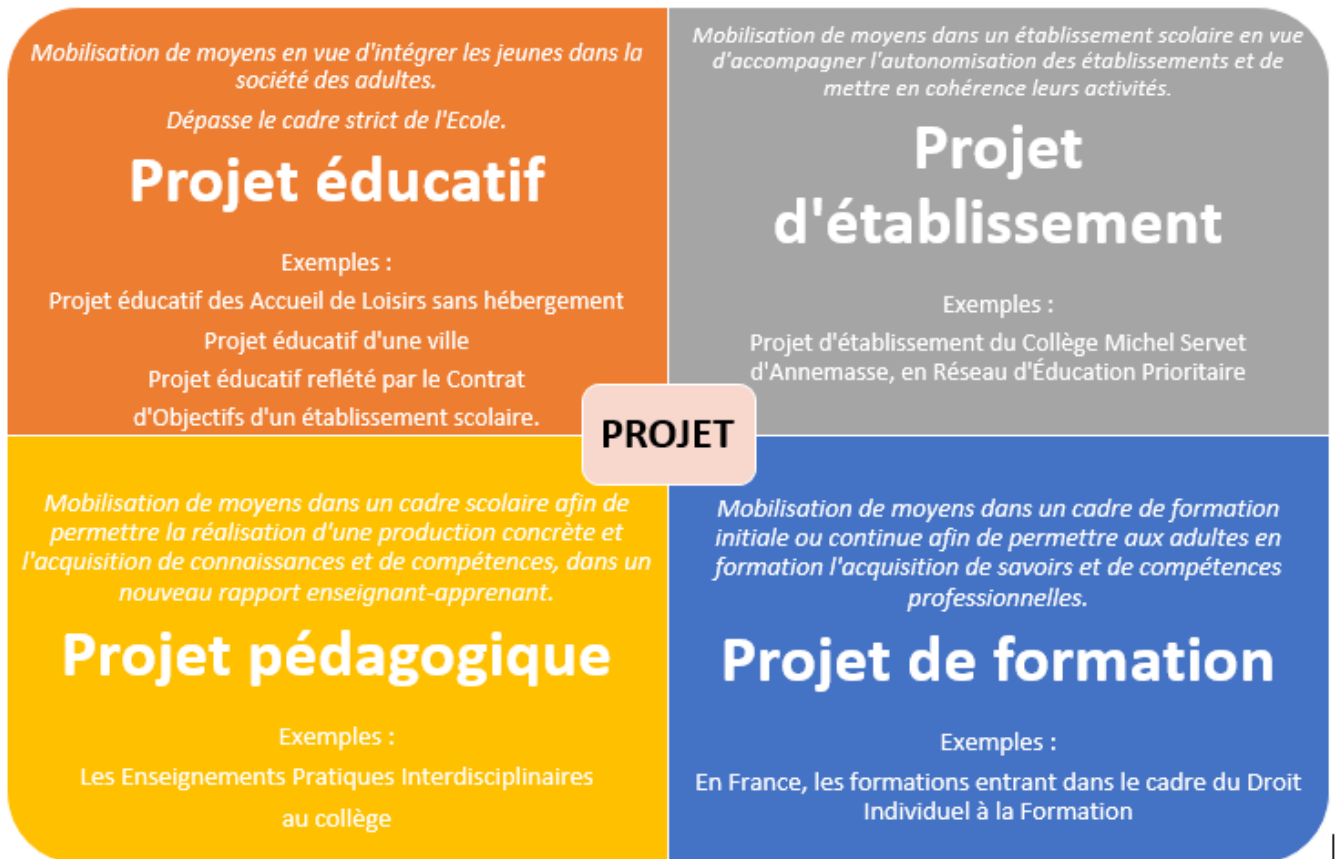 Mobilisation de moyens en vue d'intégrer les jeunes dans la
société des adultes.
Dépasse le cadre strict de l'Ecole.
Projet éducatif
Exemples :
Projet éducatif des Accueil de Loisirs sans hébergement
Projet éducatif d'une ville
Projet éducatif reflété par le Contrat
d'Objectifs d'un établissement scolaire.
Mobilisation de moyens dans un établissement scolaire en vue
d'accompagner l'autonomisation des établissements et de
mettre en cohérence leurs activités.
Projet
d'établissement
Exemples :
Projet d'établissement du Collège Michel Servet
d'Annemasse, en Réseau d'Éducation Prioritaire
PROJET
Mobilisation de moyens dans un cadre scolaire afin de
permettre la réalisation d'une production concrète et
l'acquisition de connaissances et de compétences, dans un
nouveau rapport enseignant-apprenant.
Projet pédagogique
Exemples :
Les Enseignements Pratiques Interdisciplinaires
au collège
Mobilisation de moyens dans un cadre de formation
initiale ou continue afin de permettre aux adultes en
formation l'acquisition de savoirs et de compétences
professionnelles.
Projet de formation
Exemples :
En France, les formations entrant dans le cadre du Droit
Individuel à la Formation